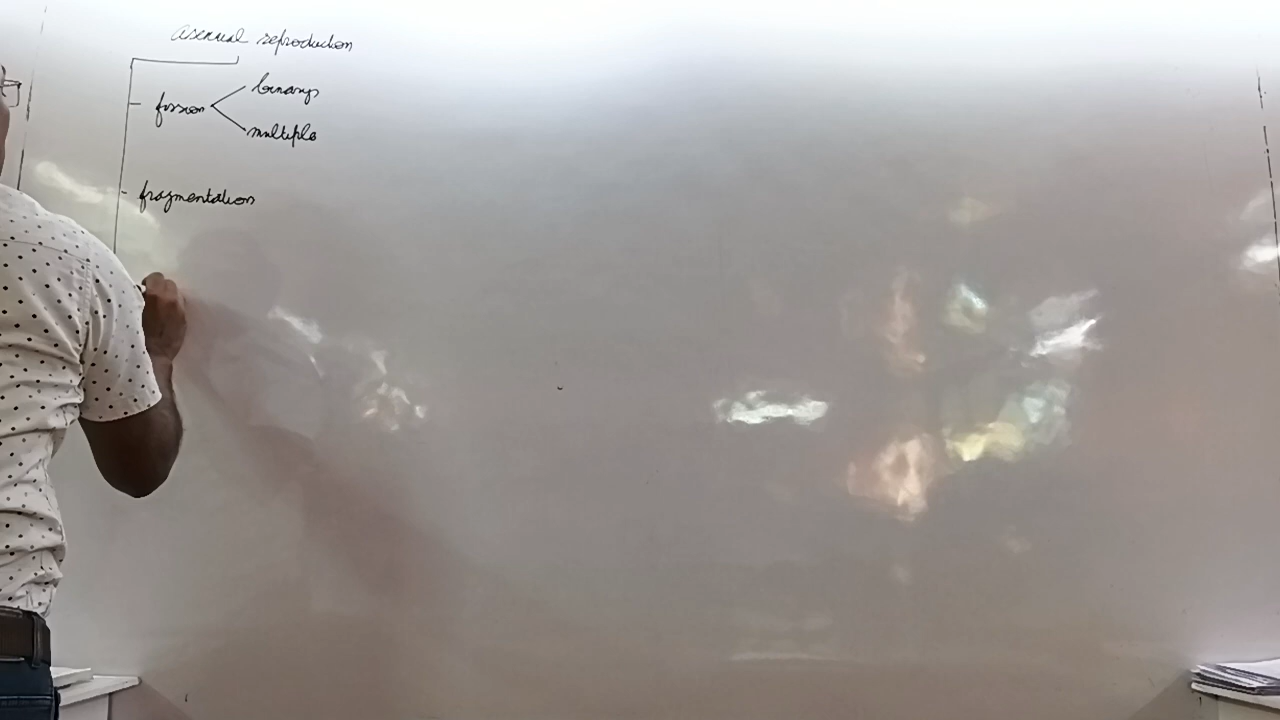 asexual reproduction
fission
binary
multiple
fragmentation